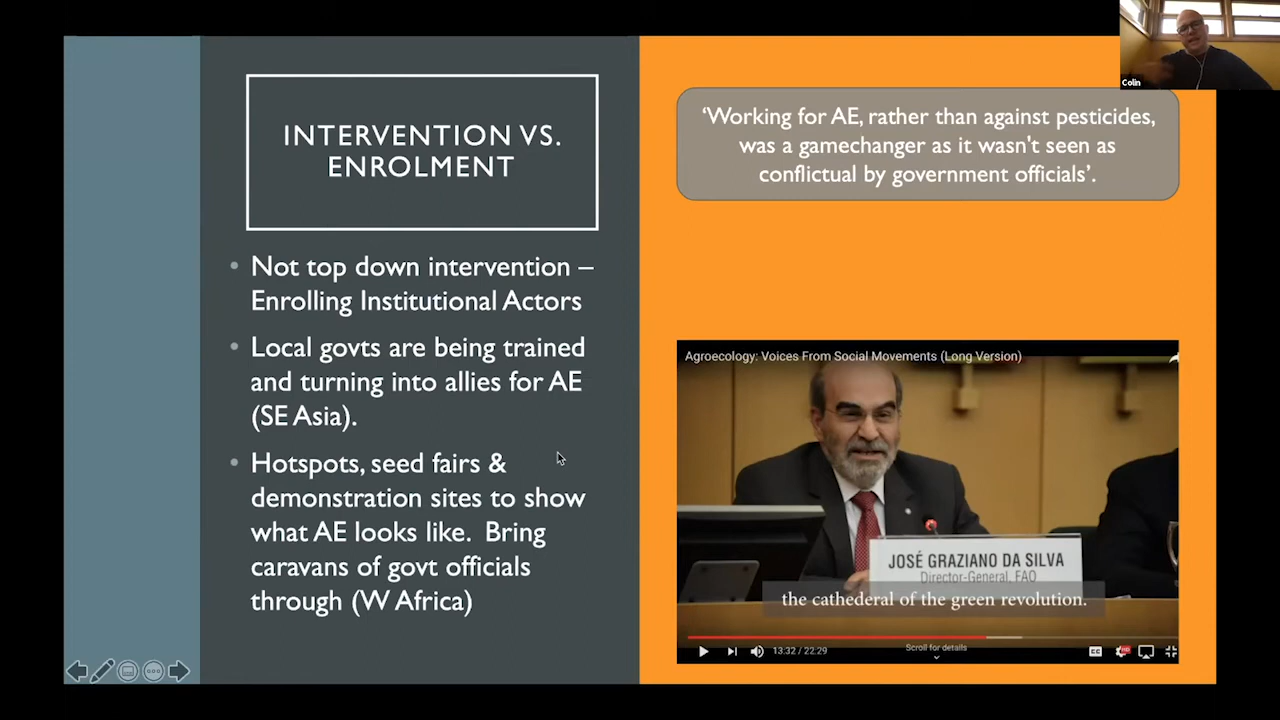 Colin
INTERVENTION VS.
ENROLMENT
• Not top down intervention –
Enrolling Institutional Actors
• Local govts are being trained
and turning into allies for AE
(SE Asia).
• Hotspots, seed fairs &
demonstration sites to show
what AE looks like. Bring
caravans of govt officials
through (W Africa)
‘Working for AE, rather than against pesticides,
was a gamechanger as it wasn't seen as
conflictual by government officials’.
Agroecology: Voices From Social Movements (Long Version)
JOSÉ GRAZIANO DA SILVA
Director-General, FAO
the cathederal of the green revolution.
13:32 / 22:29
Scroll for details
CC
HD